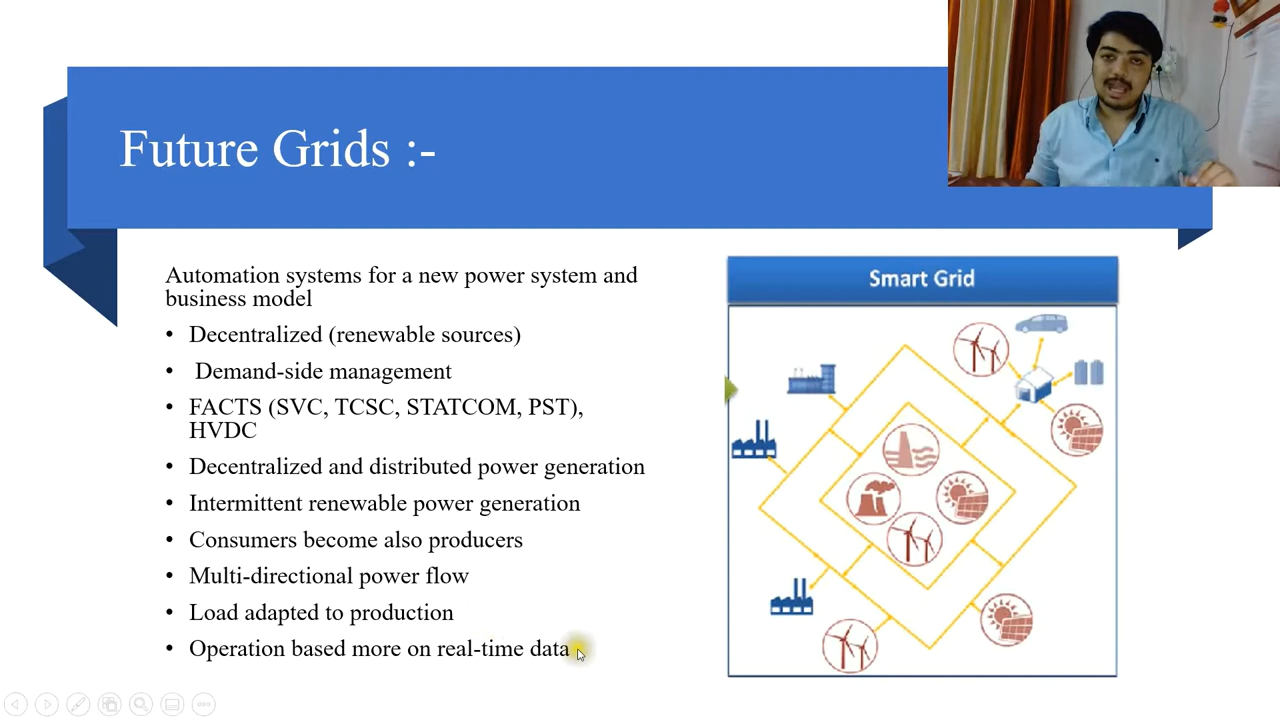 Future Grids :-
Automation systems for a new power system and
business model
• Decentralized (renewable sources)
• Demand-side management
• FACTS (SVC, TCSC, STATCOM, PST),
HVDC
• Decentralized and distributed power generation
• Intermittent renewable power generation
• Consumers become also producers
• Multi-directional power flow
• Load adapted to production
• Operation based more on real-time data
Smart Grid